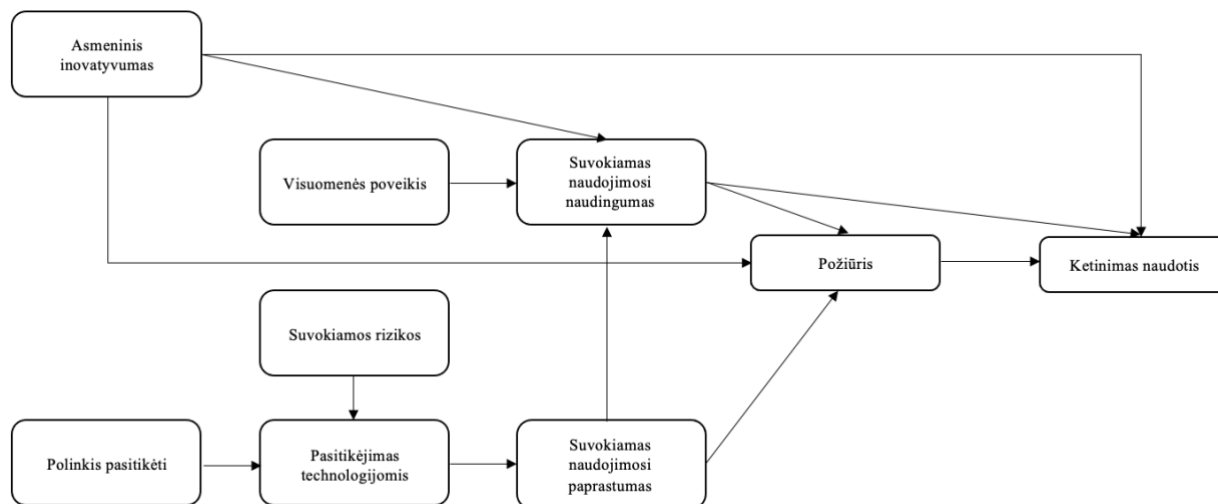 Asmeninis
inovatyvumas
Visuomenės poveikis
Suvokiamas
naudojimosi
naudingumas
Požiūris
Ketinimas naudotis
Suvokiamos rizikos
Polinkis pasitikėti
Pasitikėjimas
technologijomis
Suvokiamas
naudojimosi
paprastumas